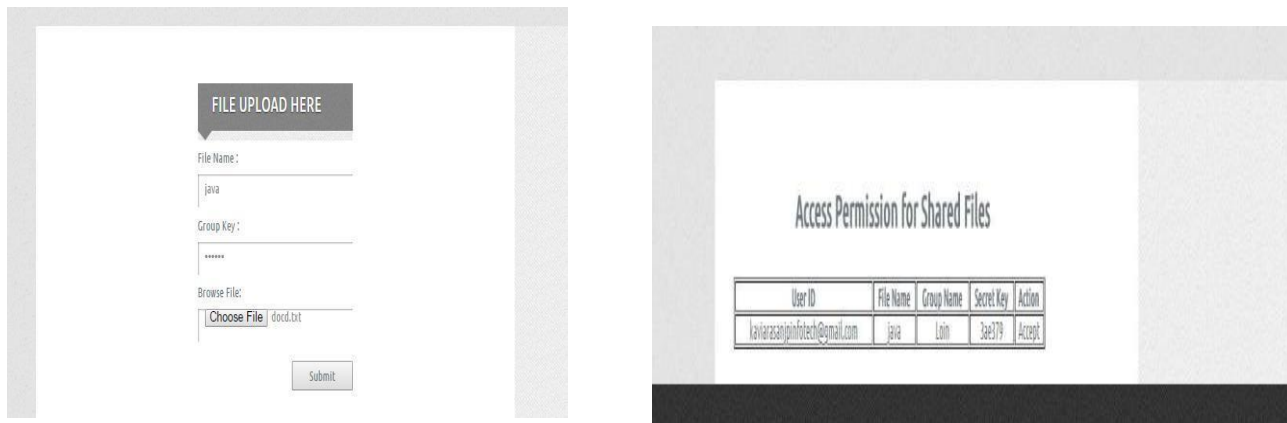 FILE UPLOAD HERE
File Name :
java
Group Key :
••••••
Browse File:
Choose File docd.txt
Submit
Access Permission for Shared Files
User ID File Name Group Name Secret Key Action
kaviarasanjpinfotech@gmail.com java Loin 3ae379 Accept